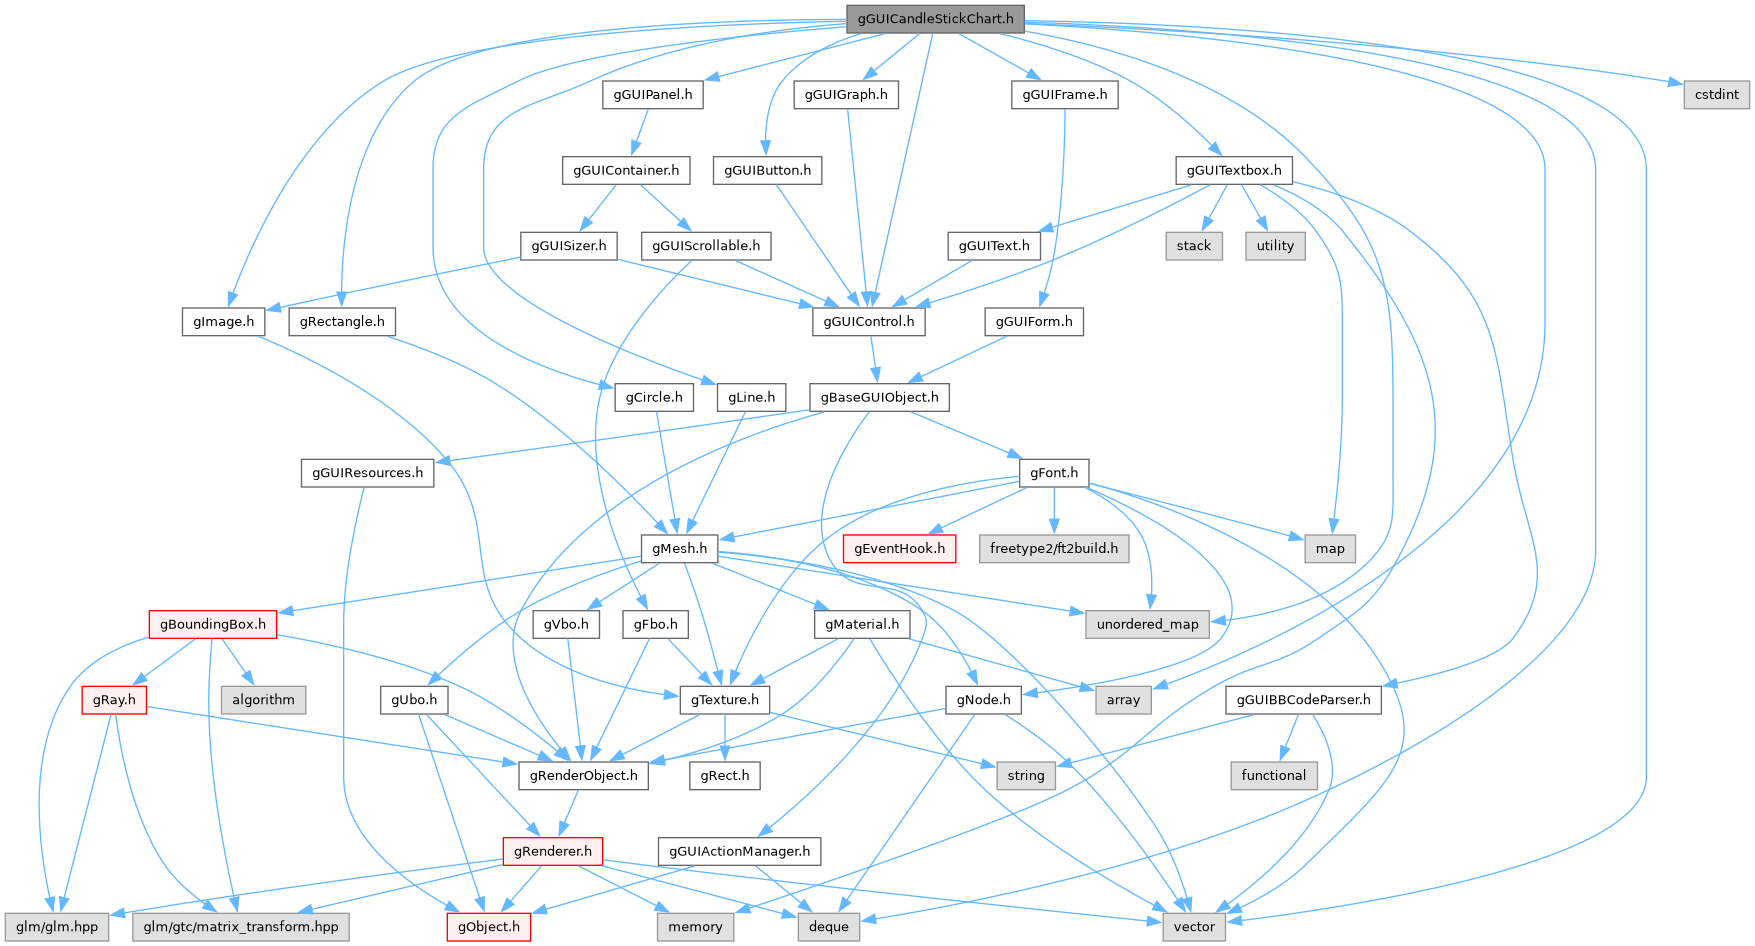 gGUICandleStickChart.h
gGUIPanel.h
gGUIGraph.h
gGUIFrame.h
cstdint
gGUIContainer.h
gGUIButton.h
gGUITextbox.h
gGUISizer.h
gGUIScrollable.h
gGUIText.h
stack
utility
gImage.h
gRectangle.h
gGUIControl.h
gGUIForm.h
gCircle.h
gLine.h
gBaseGUIObject.h
gGUIResources.h
gFont.h
gMesh.h
gEventHook.h
freetype2/ft2build.h
map
gBoundingBox.h
gVbo.h
gFbo.h
gMaterial.h
unordered_map
gRay.h
algorithm
gUbo.h
gTexture.h
gNode.h
array
gGUIBBCodeParser.h
gRenderObject.h
gRect.h
string
functional
gRenderer.h
gGUIActionManager.h
glm/glm.hpp
glm/gtc/matrix_transform.hpp
gObject.h
memory
deque
vector